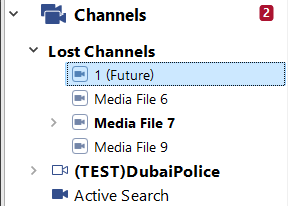 Channels 2
Lost Channels
1 (Future)
Media File 6
Media File 7
Media File 9
(TEST)DubaiPolice
Active Search